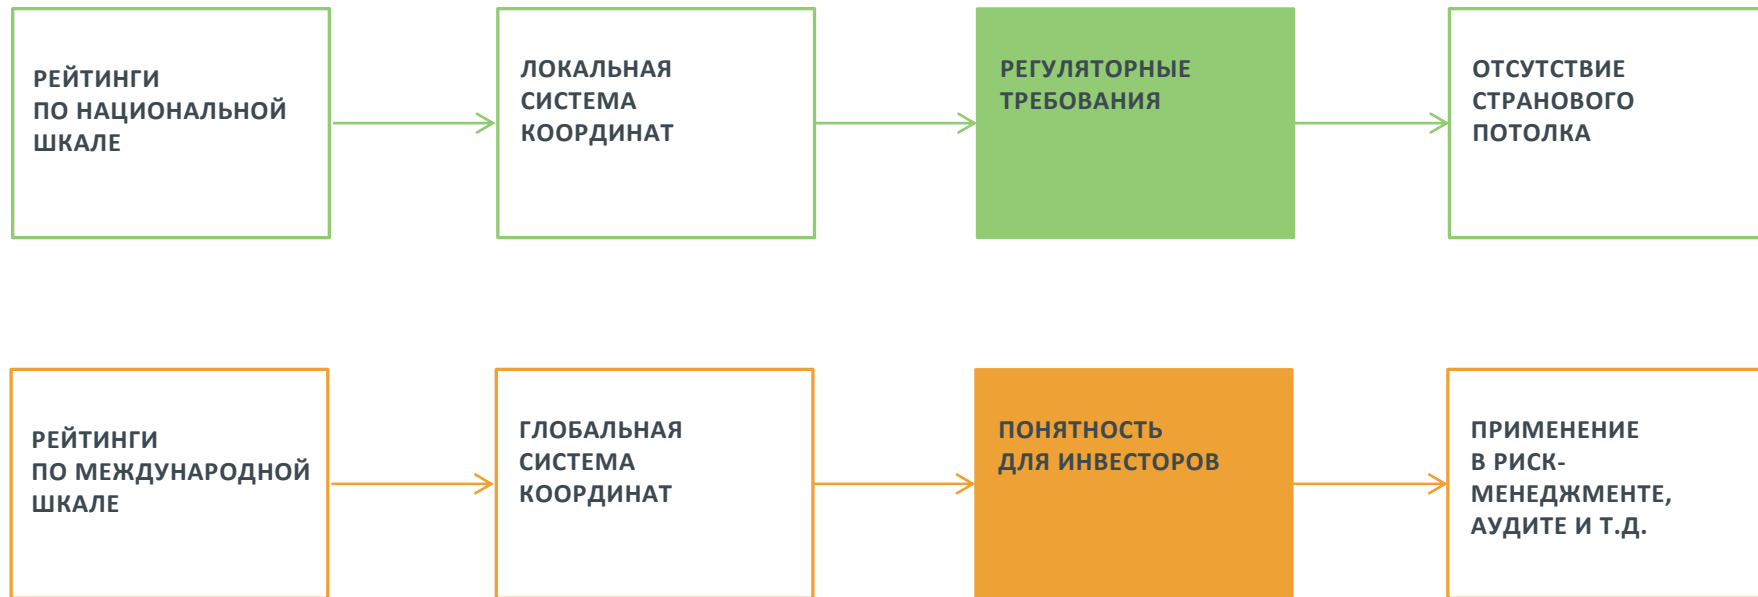 РЕЙТИНГИ
ПО НАЦИОНАЛЬНОЙ
ШКАЛЕ
ЛОКАЛЬНАЯ
СИСТЕМА
КООРДИНАТ
РЕГУЛЯТОРНЫЕ
ТРЕБОВАНИЯ
ОТСУТСТВИЕ
СТРАНОВОГО
ПОТОЛКА
РЕЙТИНГИ
ПО МЕЖДУНАРОДНОЙ
ШКАЛЕ
ГЛОБАЛЬНАЯ
СИСТЕМА
КООРДИНАТ
ПОНЯТНОСТЬ
ДЛЯ ИНВЕСТОРОВ
ПРИМЕНЕНИЕ
В РИСК-
МЕНЕДЖМЕНТЕ,
АУДИТЕ И Т.Д.